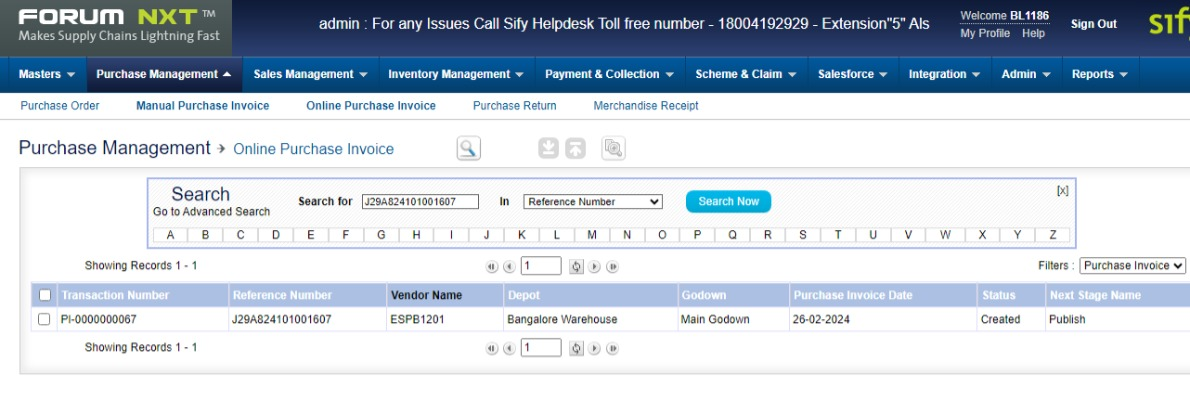 FORUM NXT TM
Makes Supply Chains Lightning Fast
admin : For any Issues Call Sify Helpdesk Toll free number - 18004192929 - Extension"5" Als
Welcome BL1186
My Profile Help
Sign Out
sify
Masters Purchase Management Sales Management Inventory Management Payment & Collection Scheme & Claim Salesforce Integration Admin Reports
Purchase Order Manual Purchase Invoice Online Purchase Invoice Purchase Return Merchandise Receipt
Purchase Management Online Purchase Invoice
Search
Go to Advanced Search
Search for J29A824101001607 In Reference Number Search Now
[X]
A B C D E F G H I J K L M N O P Q R S T U V W X Y Z
Showing Records 1 - 1 1 Filters : Purchase Invoice
Transaction Number Reference Number Vendor Name Depot Godown Purchase Invoice Date Status Next Stage Name
PI-0000000067 J29A824101001607 ESPB1201 Bangalore Warehouse Main Godown 26-02-2024 Created Publish
Showing Records 1 - 1 1